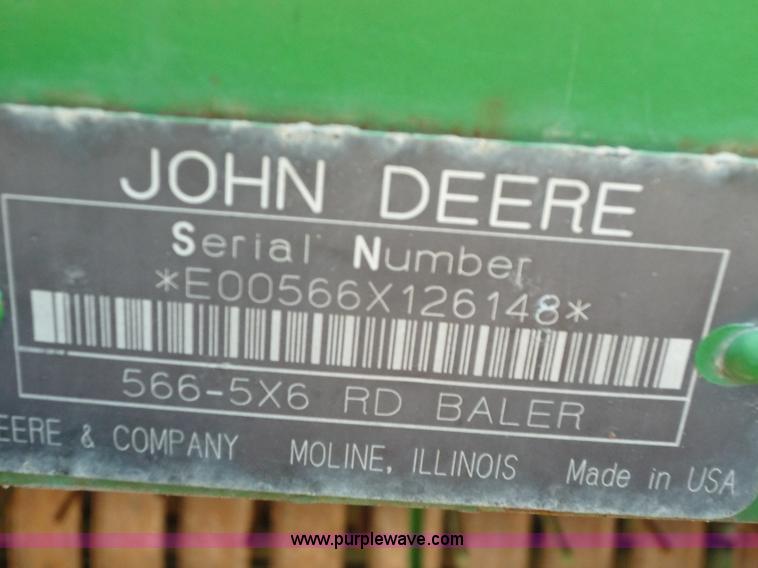 JOHN DEERE
Serial Number
*E00566X126148*
566-5X6 RD BALER
EERE & COMPANY MOLINE, ILLINOIS Made in USA
www.purplewave.com